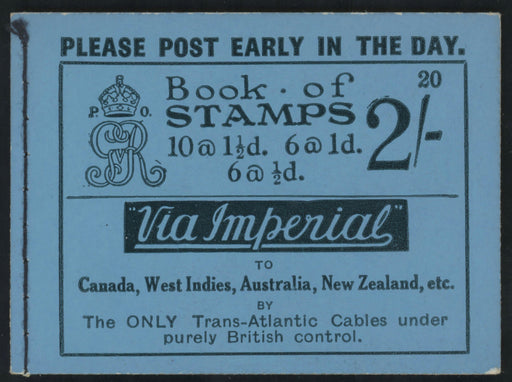 PLEASE POST EARLY IN THE DAY.
20
Book · of
STAMPS
P. O.
GR
10 @ 1½d. 6 @ 1d.
6 @ ½d.
2/-
"Via Imperial"
TO
Canada, West Indies, Australia, New Zealand, etc.
BY
The ONLY Trans-Atlantic Cables under
purely British control.